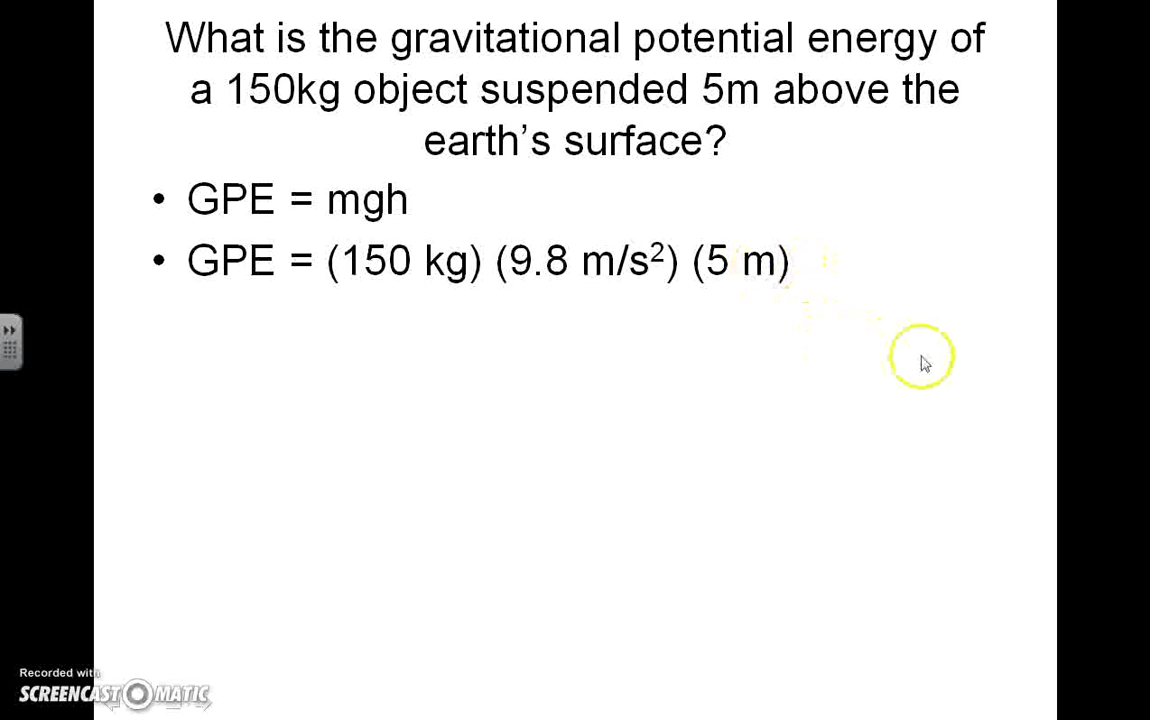 What is the gravitational potential energy of
a 150kg object suspended 5m above the
earth’s surface?
• GPE = mgh
• GPE = (150 kg) (9.8 m/s²) (5 m)
Recorded with
SCREENCAST-O-MATIC